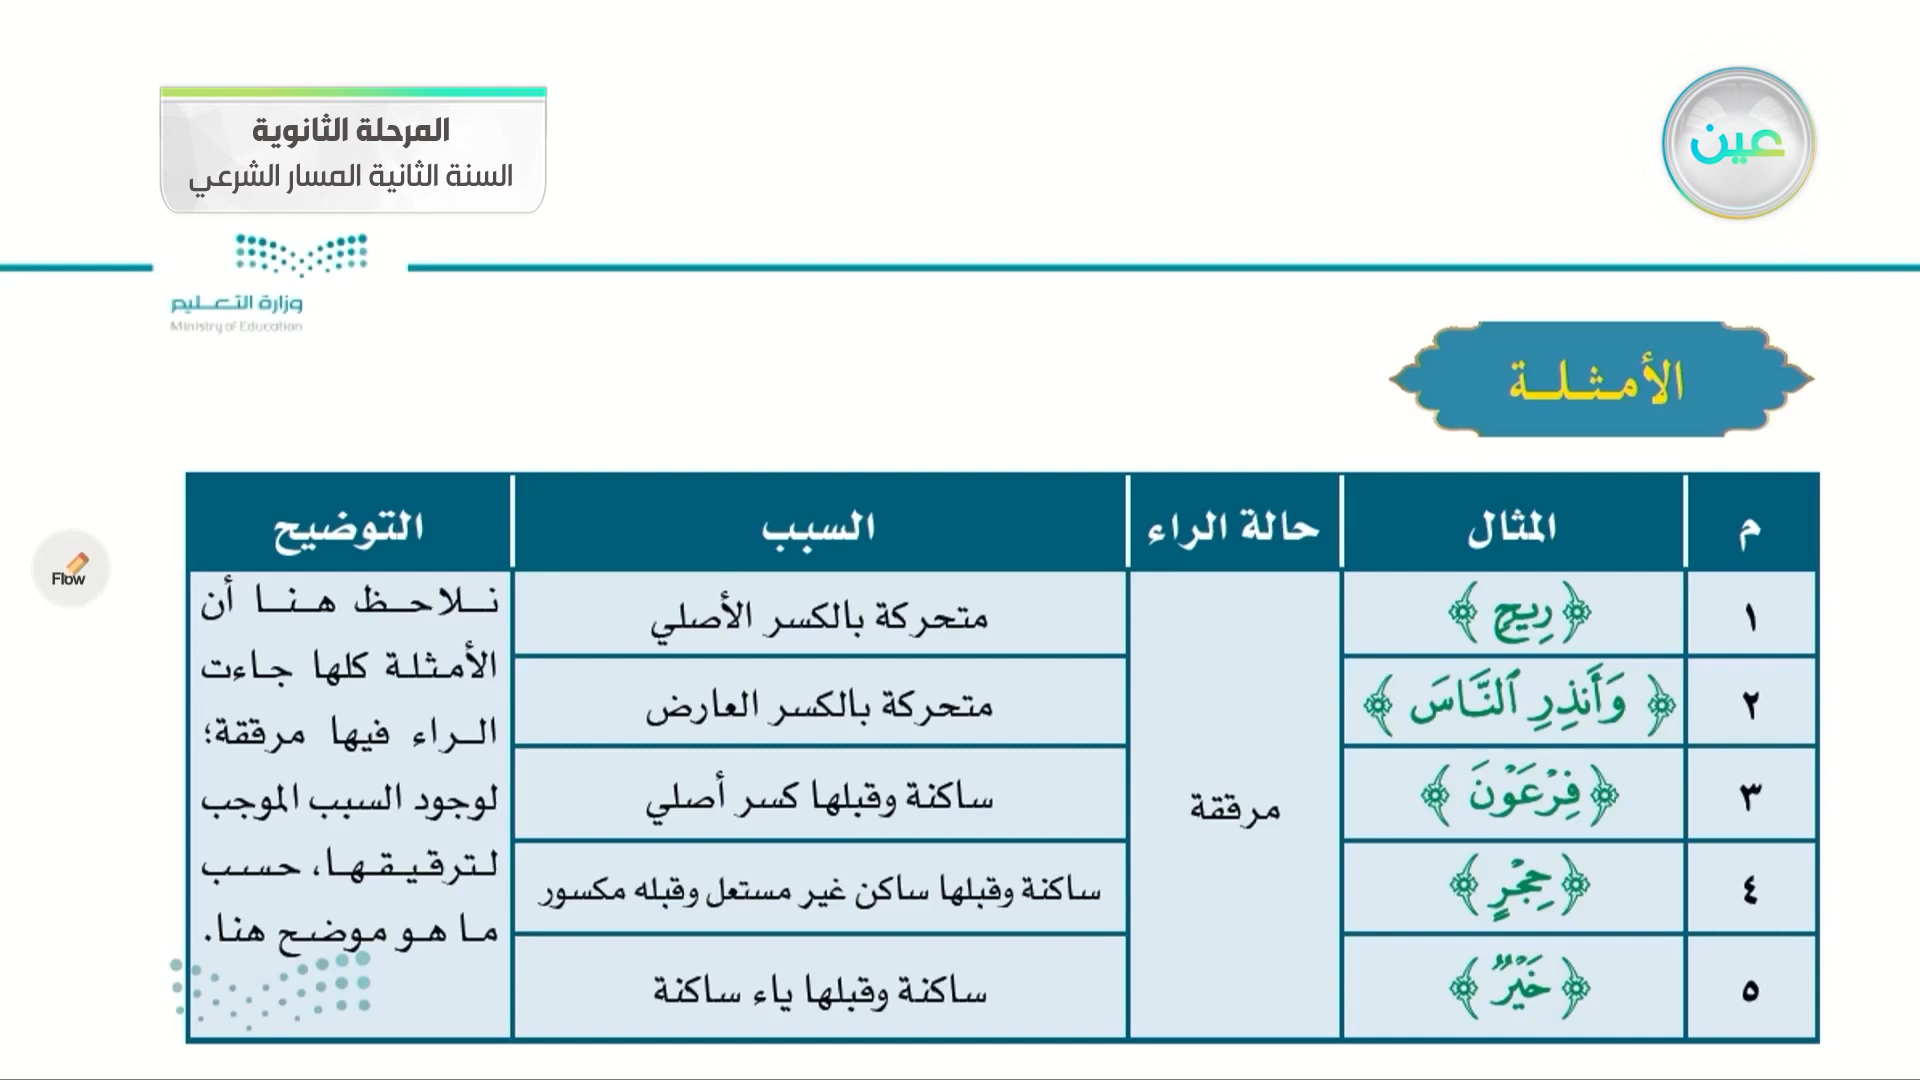 المرحلة الثانوية
السنة الثانية المسار الشرعي
عين
وزارة التعليم
Ministry of Education
الأمثلة
م المثال حالة الراء السبب التوضيح
١ ﴿رِيحٍ﴾ متحركة بالكسر الأصلي
٢ ﴿وَأَنذِرِ ٱلنَّاسَ﴾ متحركة بالكسر العارض
٣ ﴿فِرْعَوْنَ﴾ ساكنة وقبلها كسر أصلي
مرققة
٤ ﴿حِجْرٍ﴾ ساكنة وقبلها ساكن غير مستعل وقبله مكسور
٥ ﴿خَيْرٌ﴾ ساكنة وقبلها ياء ساكنة
نلاحظ هنا أن
الأمثلة كلها جاءت
الراء فيها مرققة؛
لوجود السبب الموجب
لترقيقها، حسب
ما هو موضح هنا.
Flow